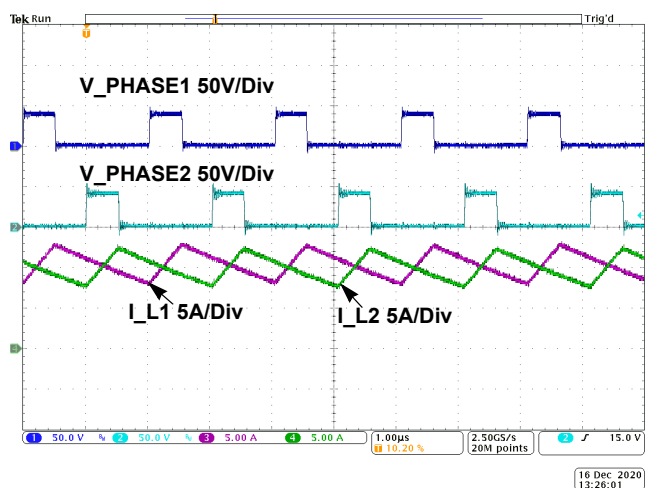 Tek Run
Trig'd
T
V_PHASE1 50V/Div
1
V_PHASE2 50V/Div
2
I_L1 5A/Div
I_L2 5A/Div
4
1 50.0 V 2 50.0 V 3 5.00 A 4 5.00 A
1.00µs
T 10.20 %
2.50GS/s
20M points
2 15.0 V
16 Dec 2020
13:26:01